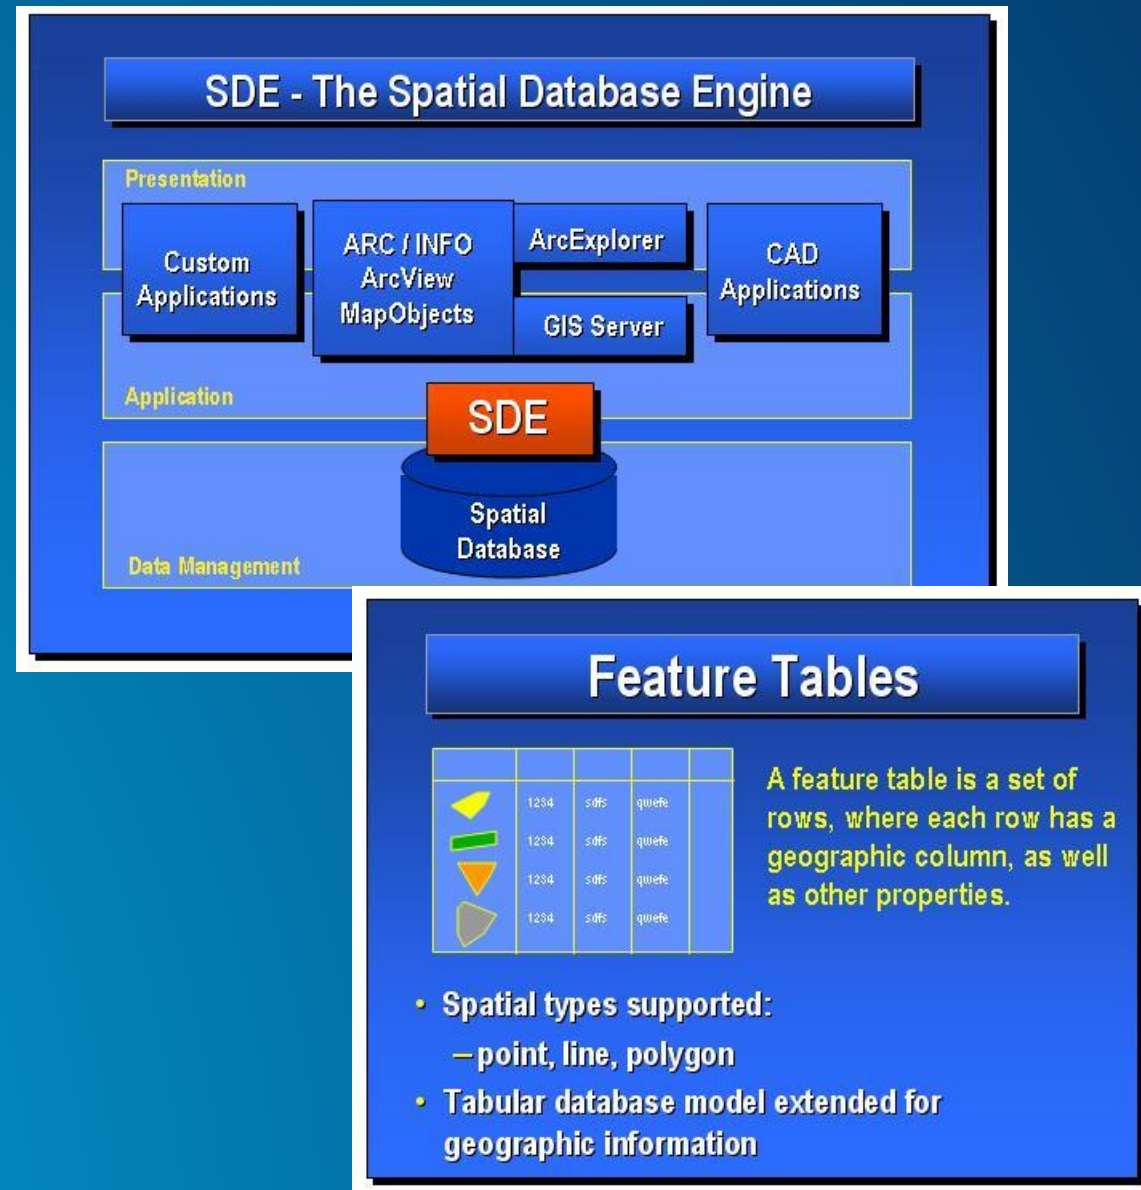 SDE - The Spatial Database Engine
Presentation
Custom
Applications
ARC / INFO
ArcView
MapObjects
ArcExplorer
GIS Server
CAD
Applications
Application
SDE
Spatial
Database
Data Management
Feature Tables
1234 sdfs qwefe
1234 sdfs qwefe
1234 sdfs qwefe
1234 sdfs qwefe
A feature table is a set of
rows, where each row has a
geographic column, as well
as other properties.
• Spatial types supported:
– point, line, polygon
• Tabular database model extended for
geographic information